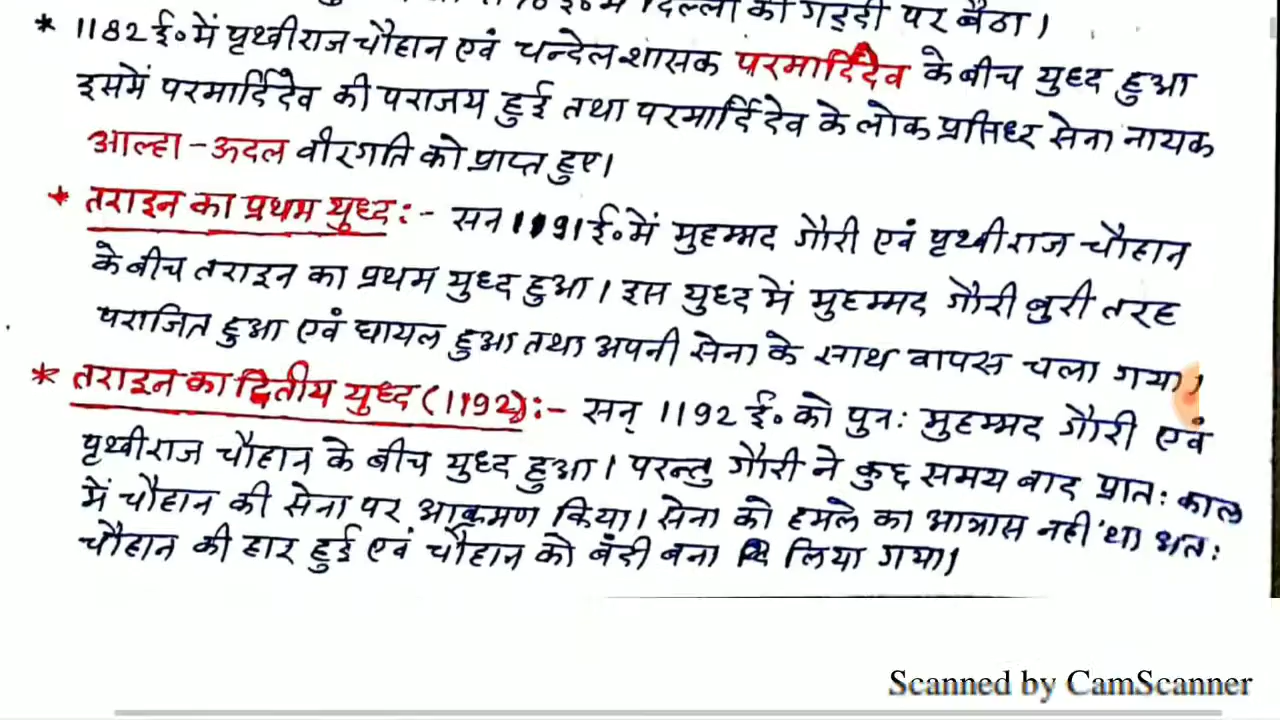 दिल्ली की गद्दी पर बैठा।
* 1182 ई॰ में पृथ्वीराज चौहान एवं चन्देल शासक परमार्दिदेव के बीच युध्द हुआ
इसमें परमार्दिदेव की पराजय हुई तथा परमार्दिदेव के लोक प्रसिध्द सेना नायक
आल्हा - ऊदल वीरगति को प्राप्त हुए।
* तराइन का प्रथम युध्द :- सन 1191 ई॰ में मुहम्मद गौरी एवं पृथ्वीराज चौहान
के बीच तराइन का प्रथम युध्द हुआ। इस युध्द में मुहम्मद गौरी बुरी तरह
पराजित हुआ एवं घायल हुआ तथा अपनी सेना के साथ वापस चला गया।
* तराइन का द्वितीय युध्द (1192) :- सन् 1192 ई॰ को पुनः मुहम्मद गौरी एवं
पृथ्वीराज चौहान के बीच युध्द हुआ। परन्तु गौरी ने कुछ समय बाद प्रातः काल
में चौहान की सेना पर आक्रमण किया। सेना को हमले का आभास नहीं था अतः
चौहान की हार हुई एवं चौहान को बंदी बना लिया गया।
Scanned by CamScanner